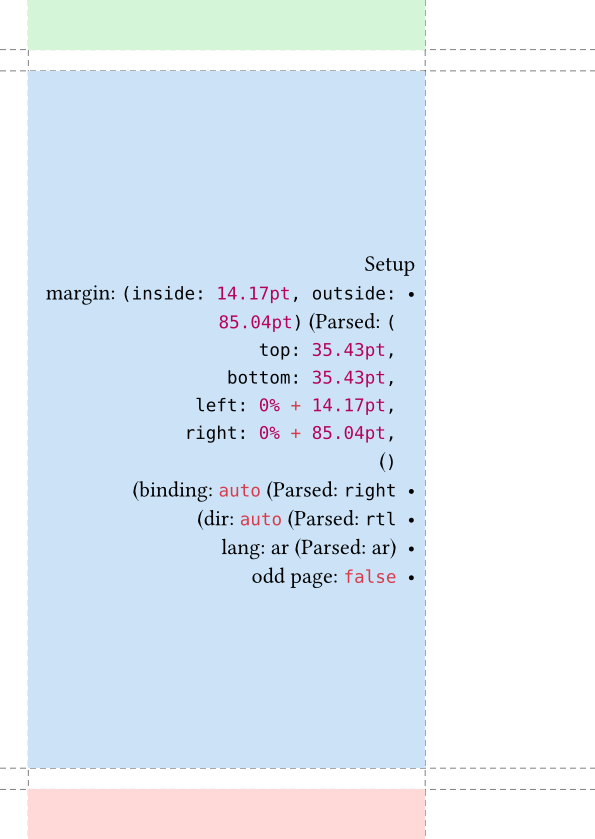 Setup
• margin: (inside: 14.17pt, outside:
85.04pt) (Parsed: (
top: 35.43pt,
bottom: 35.43pt,
left: 0% + 14.17pt,
right: 0% + 85.04pt,
))
• binding: auto (Parsed: right)
• dir: auto (Parsed: rtl)
• lang: ar (Parsed: ar)
• odd page: false